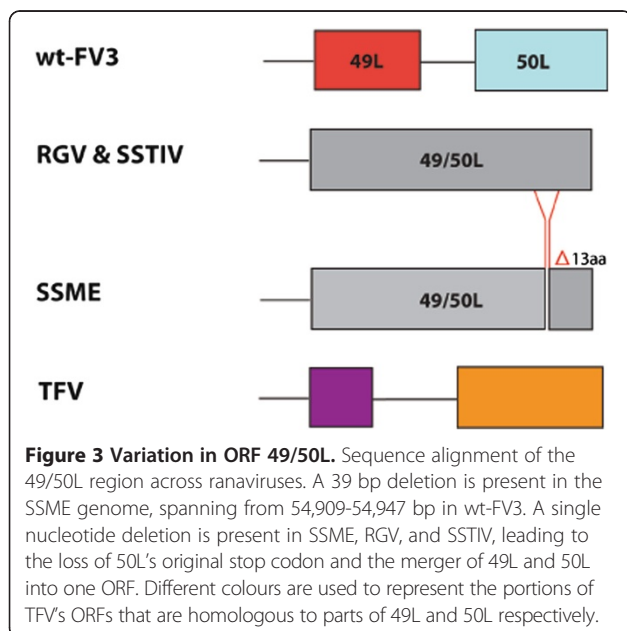 wt-FV3
49L
50L
RGV & SSTIV
49/50L
Δ 13aa
SSME
49/50L
TFV
Figure 3 Variation in ORF 49/50L. Sequence alignment of the
49/50L region across ranaviruses. A 39 bp deletion is present in the
SSME genome, spanning from 54,909-54,947 bp in wt-FV3. A single
nucleotide deletion is present in SSME, RGV, and SSTIV, leading to
the loss of 50L's original stop codon and the merger of 49L and 50L
into one ORF. Different colours are used to represent the portions of
TFV's ORFs that are homologous to parts of 49L and 50L respectively.